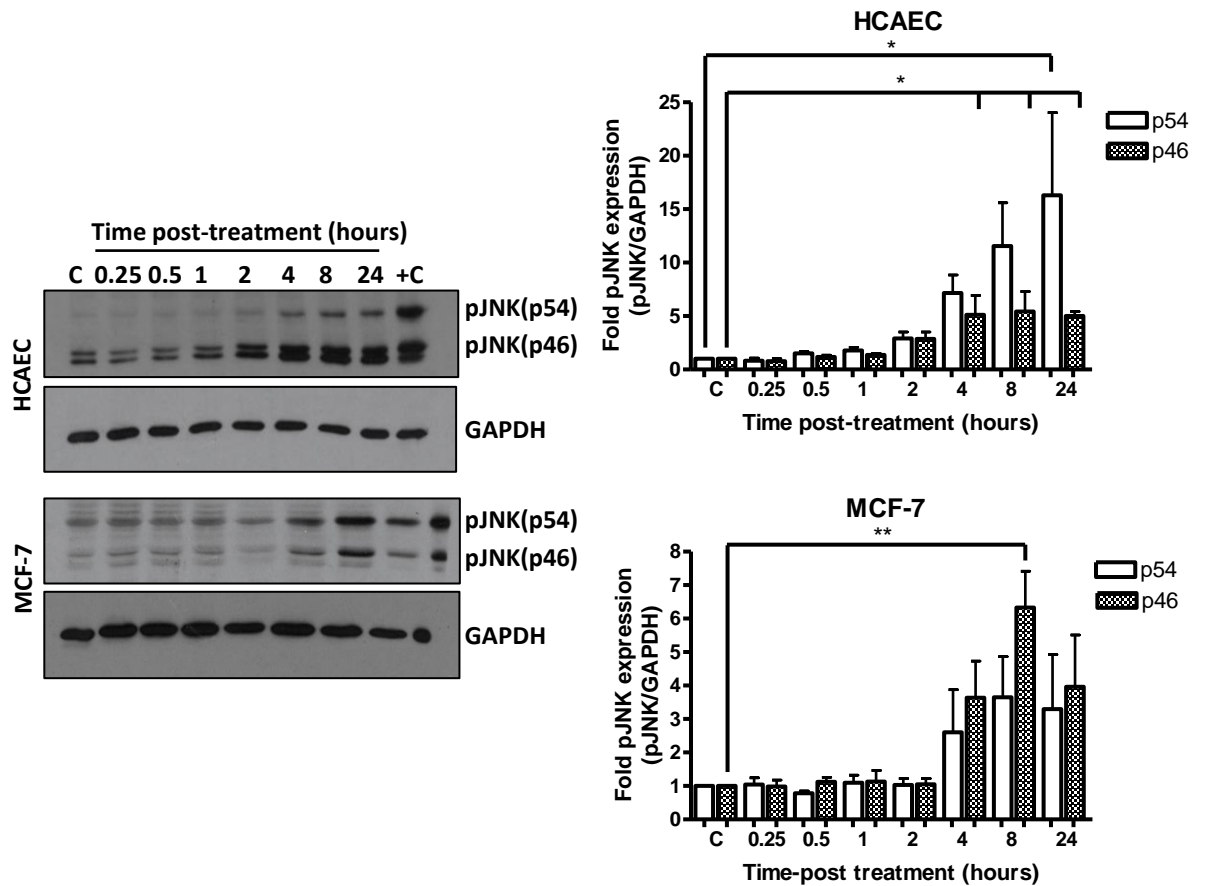 Time post-treatment (hours)
C 0.25 0.5 1 2 4 8 24 +C
HCAEC
pJNK(p54)
pJNK(p46)
GAPDH
MCF-7
pJNK(p54)
pJNK(p46)
GAPDH
HCAEC
*
*
Fold pJNK expression
(pJNK/GAPDH)
25
20
15
10
5
0
p54
p46
C 0.25 0.5 1 2 4 8 24
Time post-treatment (hours)
MCF-7
**
Fold pJNK expression
(pJNK/GAPDH)
8
7
6
5
4
3
2
1
0
p54
p46
C 0.25 0.5 1 2 4 8 24
Time-post treatment (hours)